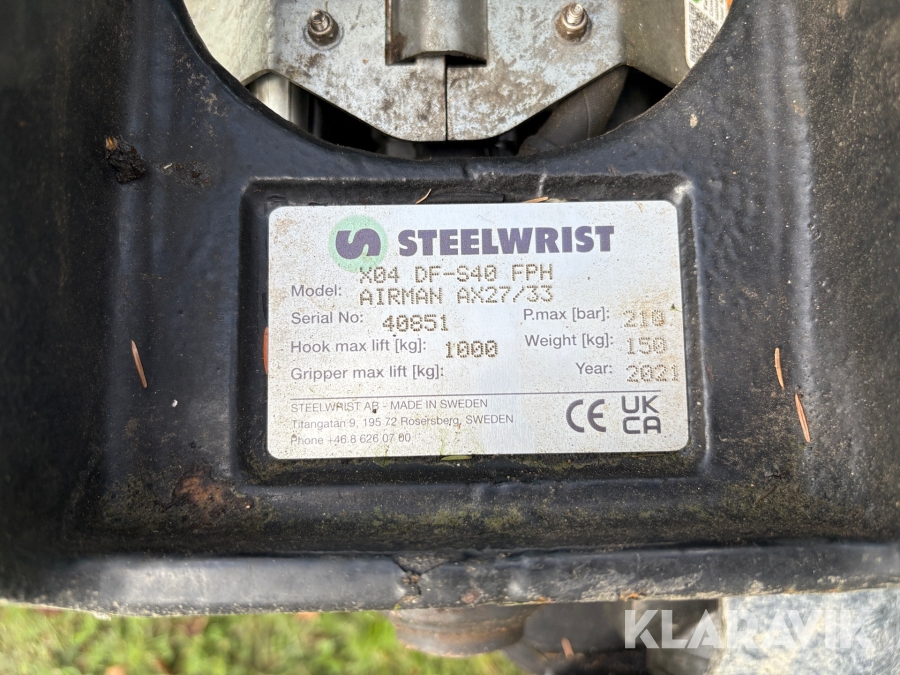 STEELWRIST
X04 DF-S40 FPH
Model: AIRMAN AX27/33
Serial No: 40851 P.max [bar]: 210
Hook max lift [kg]: 1000 Weight [kg]: 150
Gripper max lift [kg]: Year: 2021
STEELWRIST AB - MADE IN SWEDEN
Titangatan 9, 195 72 Rosersberg, SWEDEN
Phone +46 8 626 07 00
CE UK CA
KLARAVIK